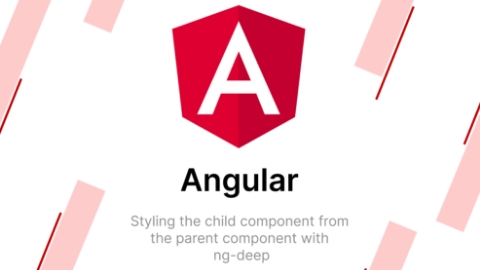 A
Angular
Styling the child component from
the parent component with
ng-deep